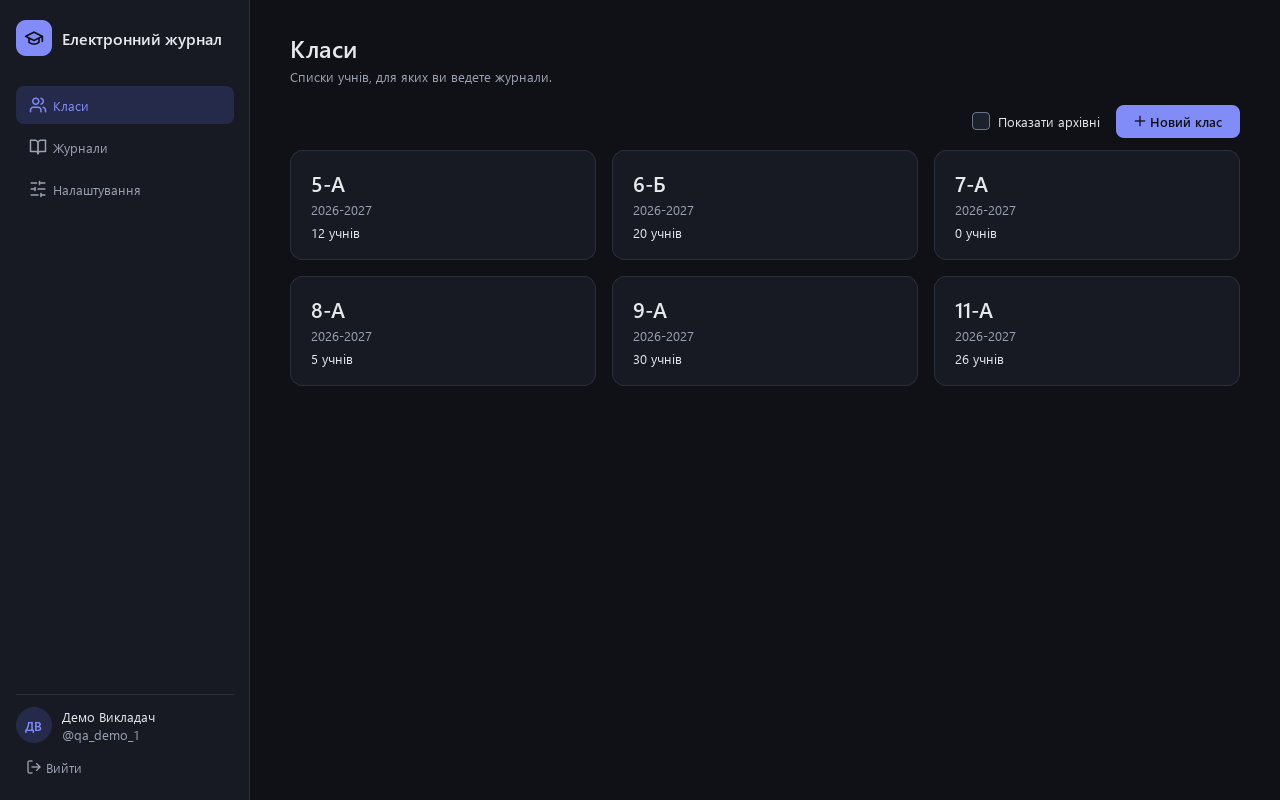 Електронний журнал
Класи
Журнали
Налаштування
Класи
Списки учнів, для яких ви ведете журнали.
Показати архівні
Новий клас
5-А
2026-2027
12 учнів
6-Б
2026-2027
20 учнів
7-А
2026-2027
0 учнів
8-А
2026-2027
5 учнів
9-А
2026-2027
30 учнів
11-А
2026-2027
26 учнів
ДВ
Демо Викладач
@qa_demo_1
Вийти